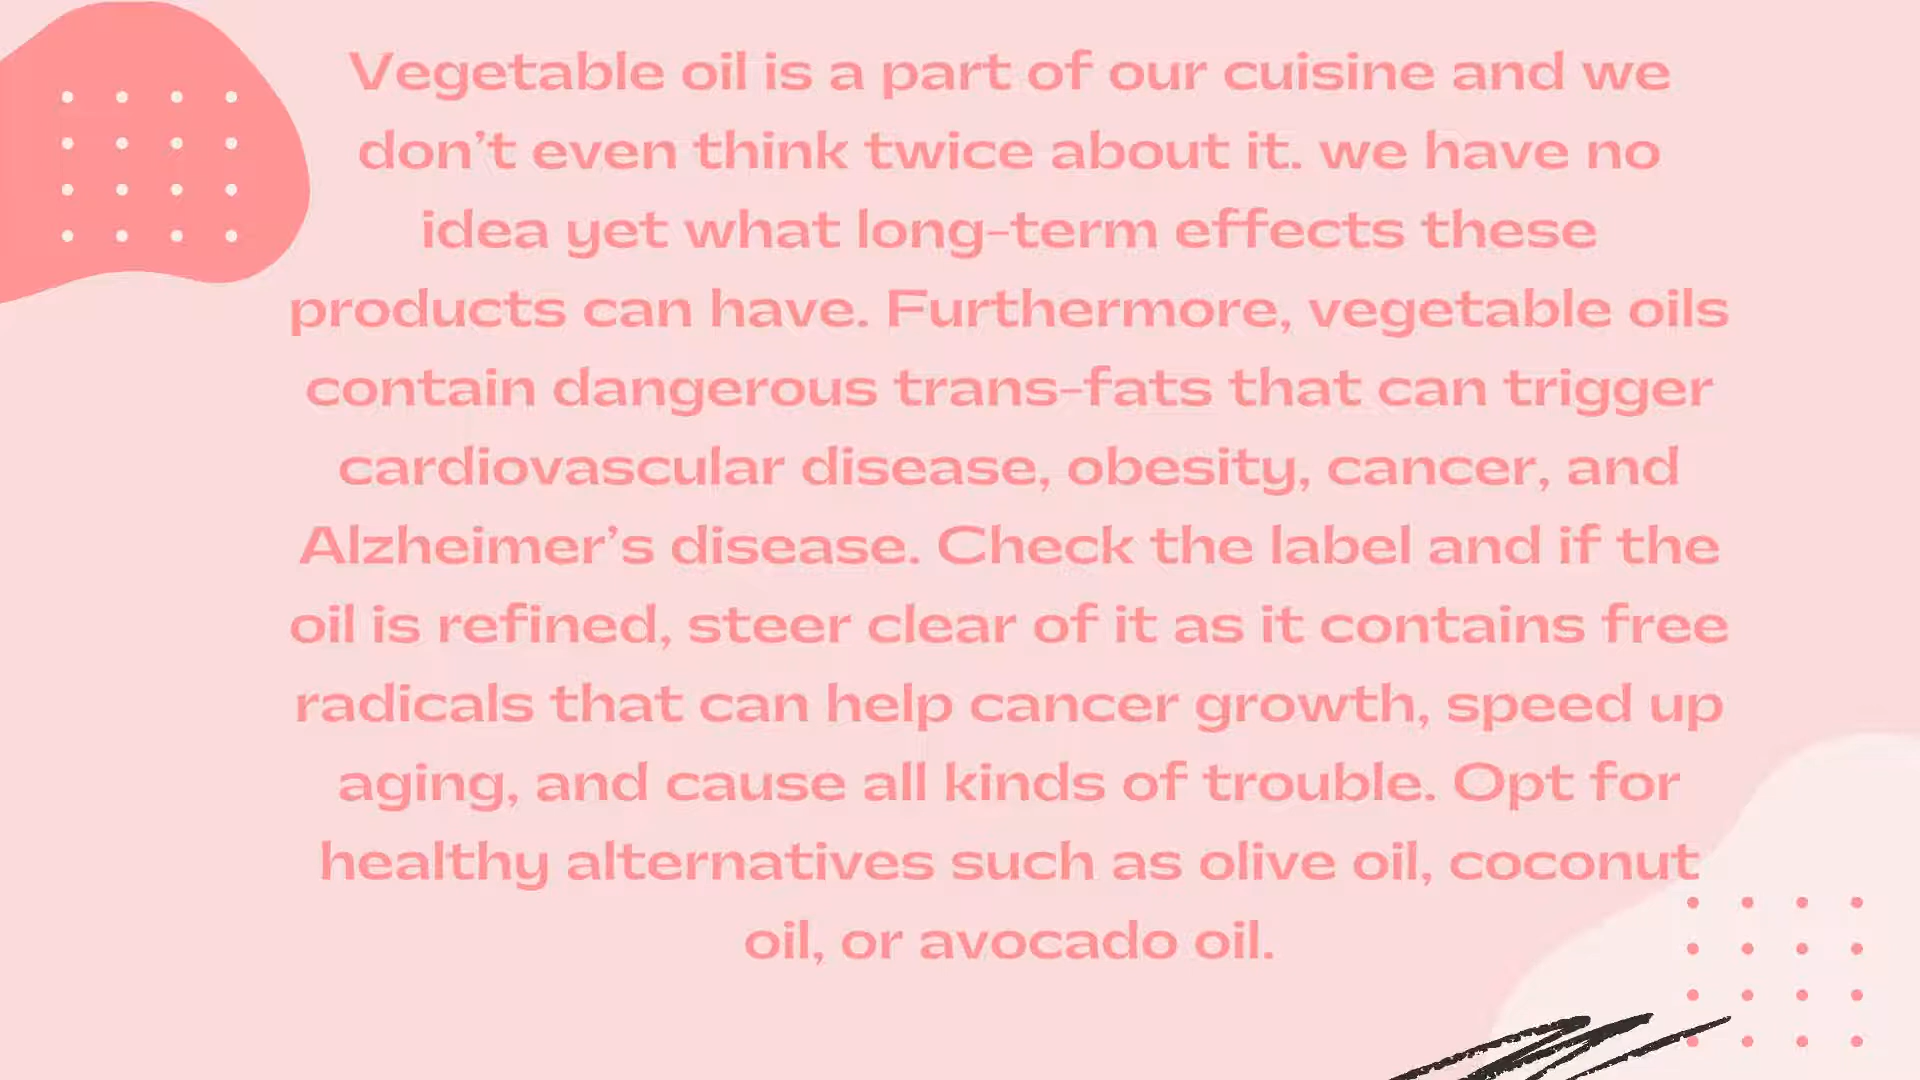 Vegetable oil is a part of our cuisine and we
don’t even think twice about it. we have no
idea yet what long-term effects these
products can have. Furthermore, vegetable oils
contain dangerous trans-fats that can trigger
cardiovascular disease, obesity, cancer, and
Alzheimer’s disease. Check the label and if the
oil is refined, steer clear of it as it contains free
radicals that can help cancer growth, speed up
aging, and cause all kinds of trouble. Opt for
healthy alternatives such as olive oil, coconut
oil, or avocado oil.